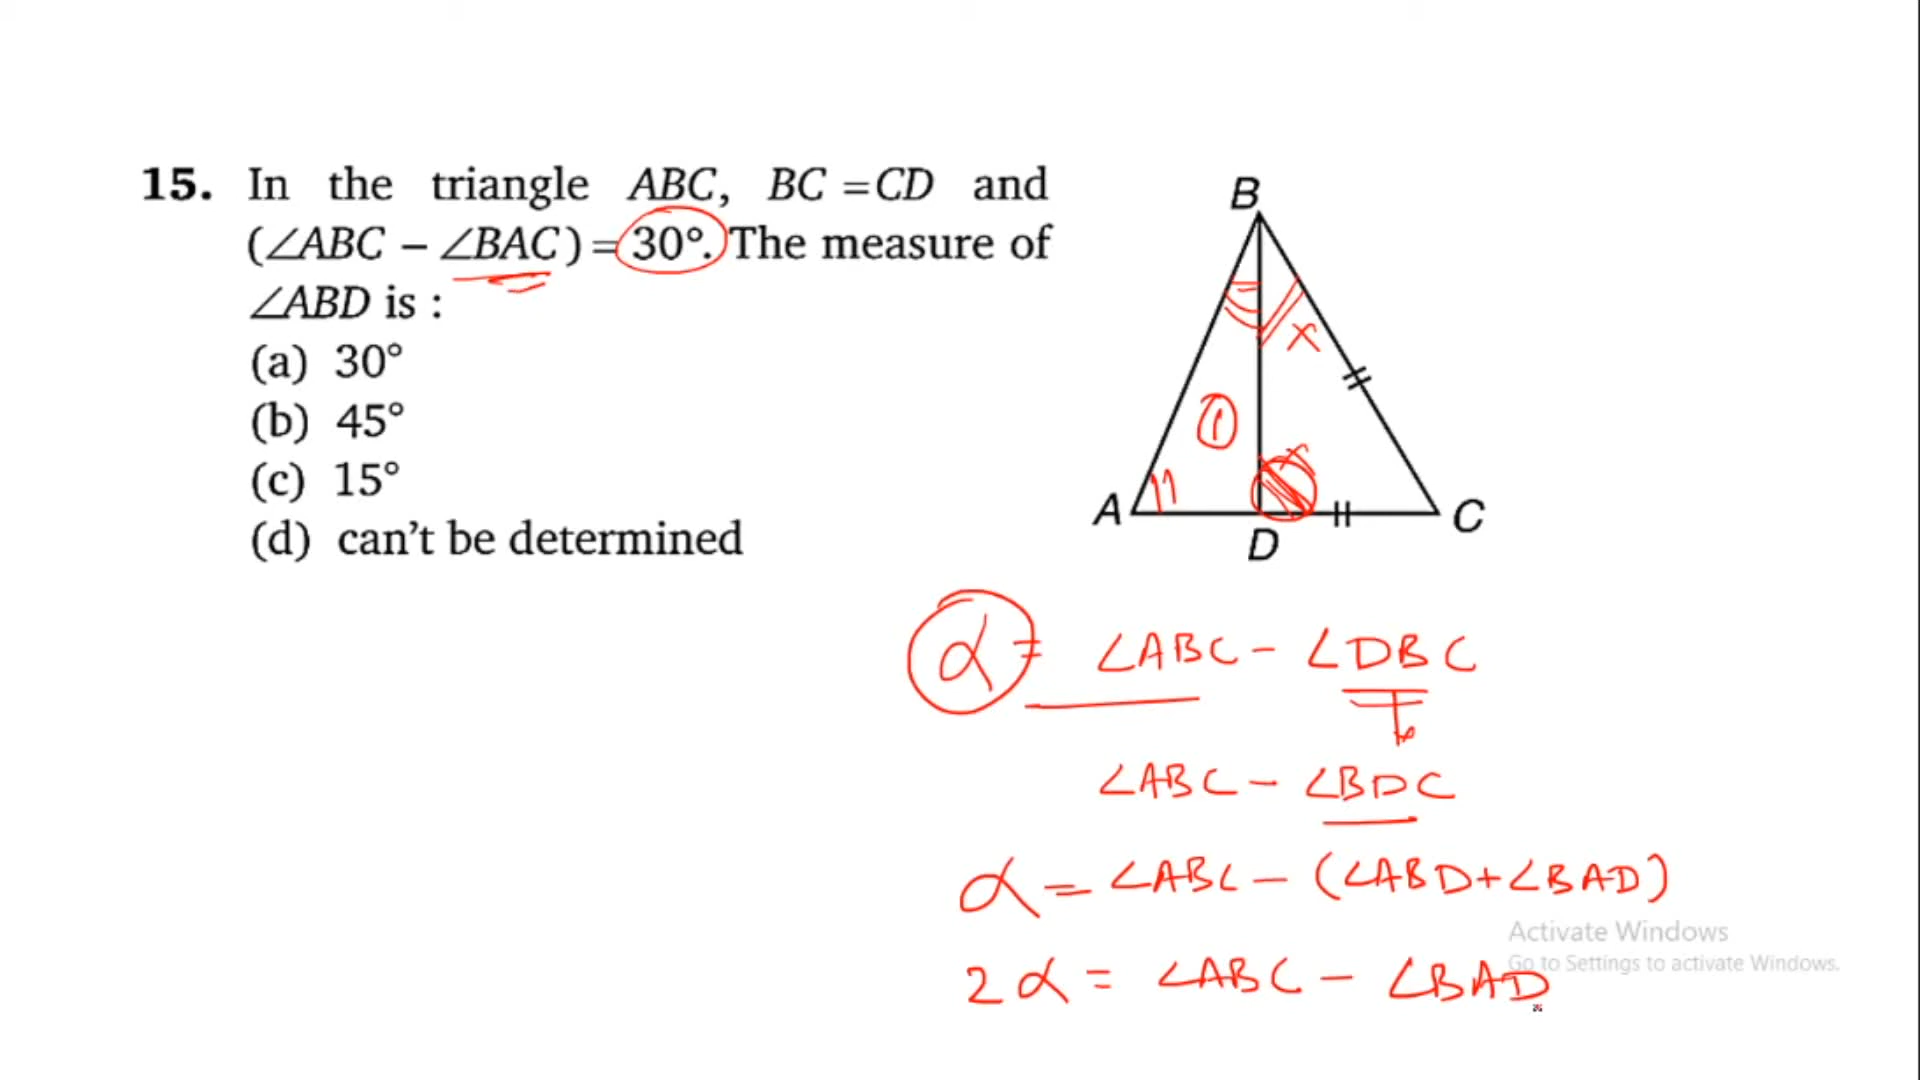 15. In the triangle ABC, BC = CD and
(∠ABC – ∠BAC) = 30°. The measure of
∠ABD is :
(a) 30°
(b) 45°
(c) 15°
(d) can't be determined
B
x
1
x
A
D
C
α = ∠ABC - ∠DBC
∠ABC - ∠BDC
α = ∠ABC - (∠ABD + ∠BAD)
2α = ∠ABC - ∠BAD
Activate Windows
Go to Settings to activate Windows.